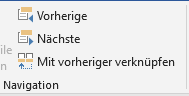 Vorherige
Nächste
Mit vorheriger verknüpfen
Navigation